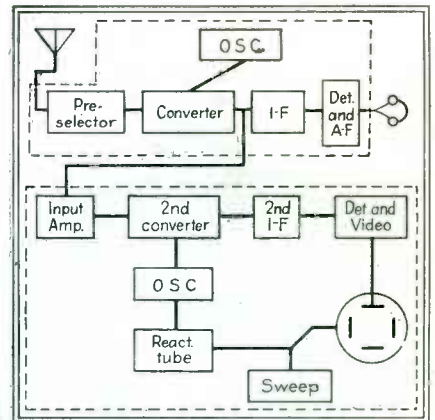 OSC.
Pre-
selector
Converter
I-F
Det.
and
A-F
Input
Amp.
2nd
converter
2nd
I-F
Det and
Video
OSC
React.
tube
Sweep